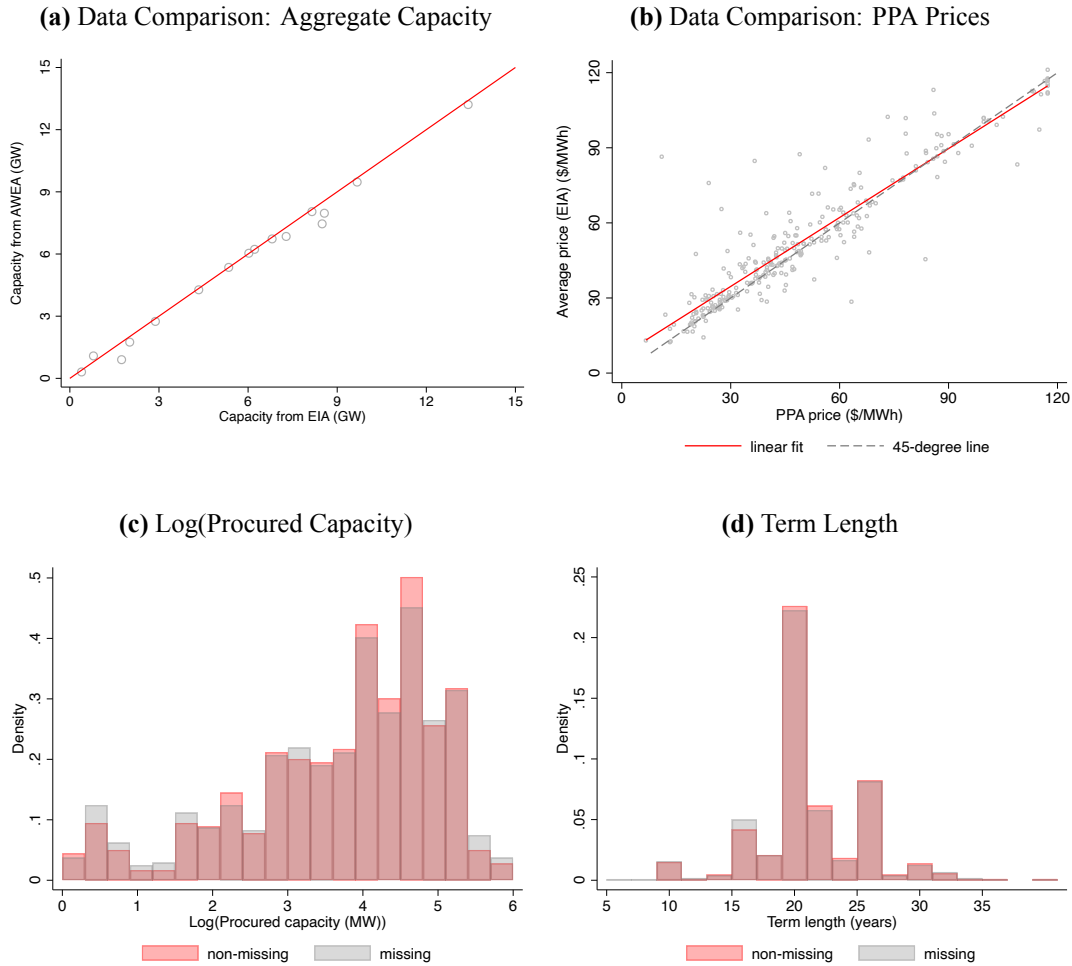 (a) Data Comparison: Aggregate Capacity
Capacity from AWEA (GW)
15
12
9
6
3
0
0 3 6 9 12 15
Capacity from EIA (GW)
(b) Data Comparison: PPA Prices
Average price (EIA) ($/MWh)
120
90
60
30
0
0 30 60 90 120
PPA price ($/MWh)
linear fit 45-degree line
(c) Log(Procured Capacity)
Density
.5
.4
.3
.2
.1
0
0 1 2 3 4 5 6
Log(Procured capacity (MW))
non-missing missing
(d) Term Length
Density
.25
.2
.15
.1
.05
0
5 10 15 20 25 30 35
Term length (years)
non-missing missing